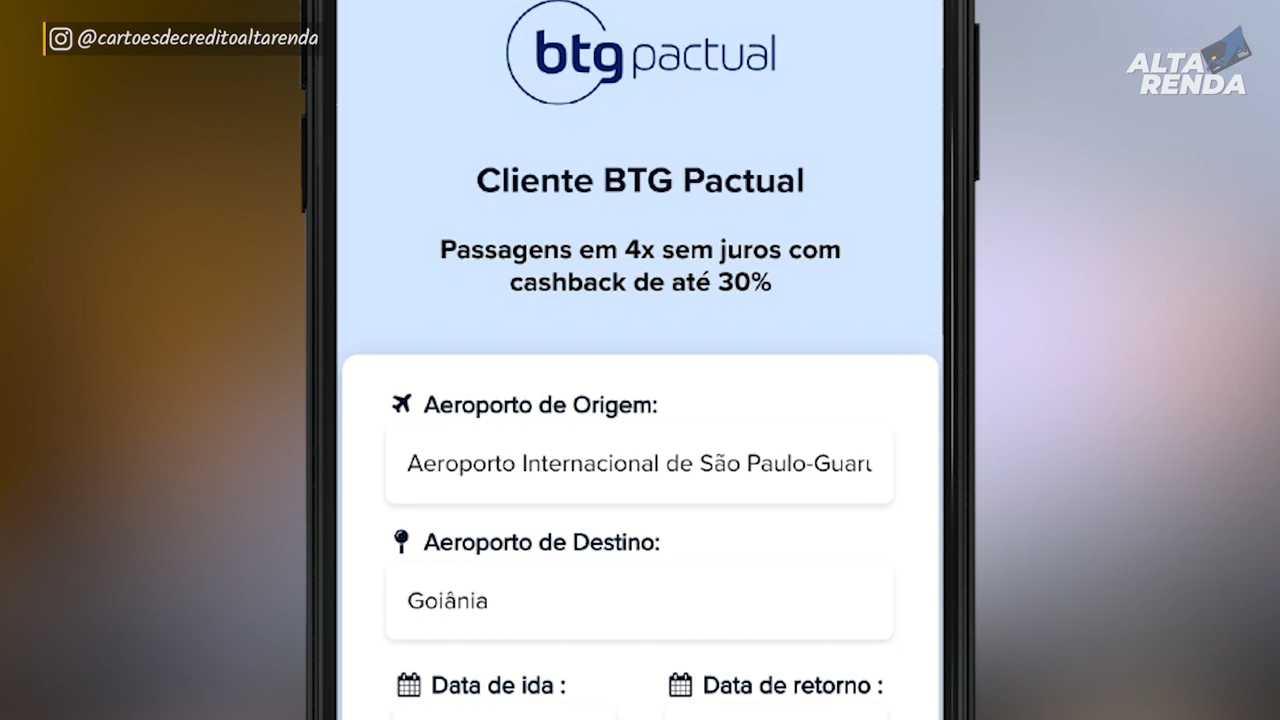 @cartoesdecreditoaltarenda
ALTA
RENDA
btg pactual
Cliente BTG Pactual
Passagens em 4x sem juros com
cashback de até 30%
Aeroporto de Origem:
Aeroporto Internacional de São Paulo-Guaru
Aeroporto de Destino:
Goiânia
Data de ida :
Data de retorno :